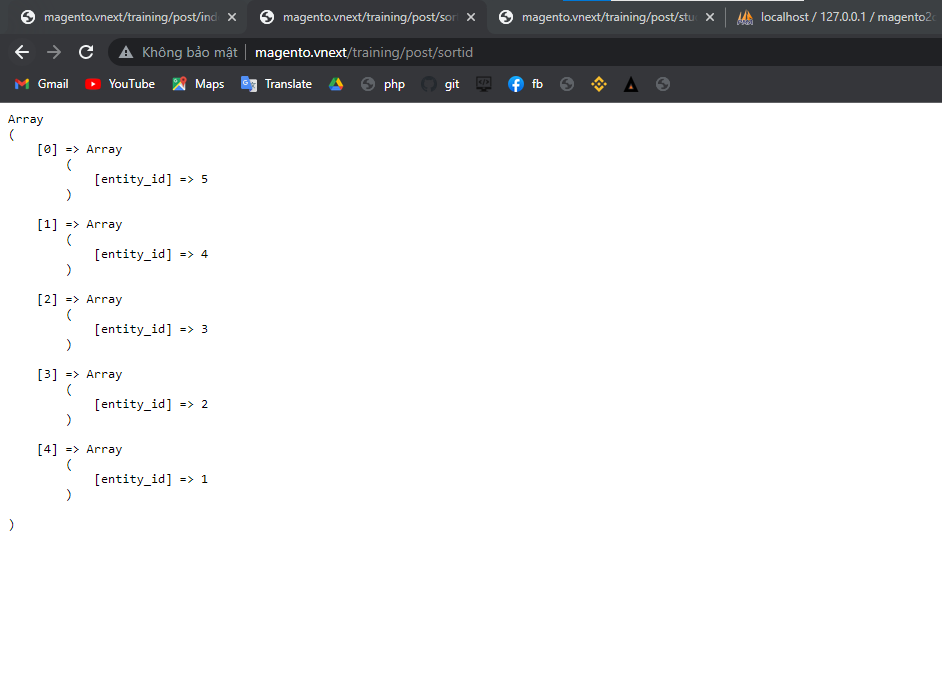 magento.vnext/training/post/ind
magento.vnext/training/post/sort
magento.vnext/training/post/stu
localhost / 127.0.0.1 / magento2
Không bảo mật
magento.vnext/training/post/sortid
Gmail
YouTube
Maps
Translate
php
git
fb
Array
(
[0] => Array
(
[entity_id] => 5
)
[1] => Array
(
[entity_id] => 4
)
[2] => Array
(
[entity_id] => 3
)
[3] => Array
(
[entity_id] => 2
)
[4] => Array
(
[entity_id] => 1
)
)